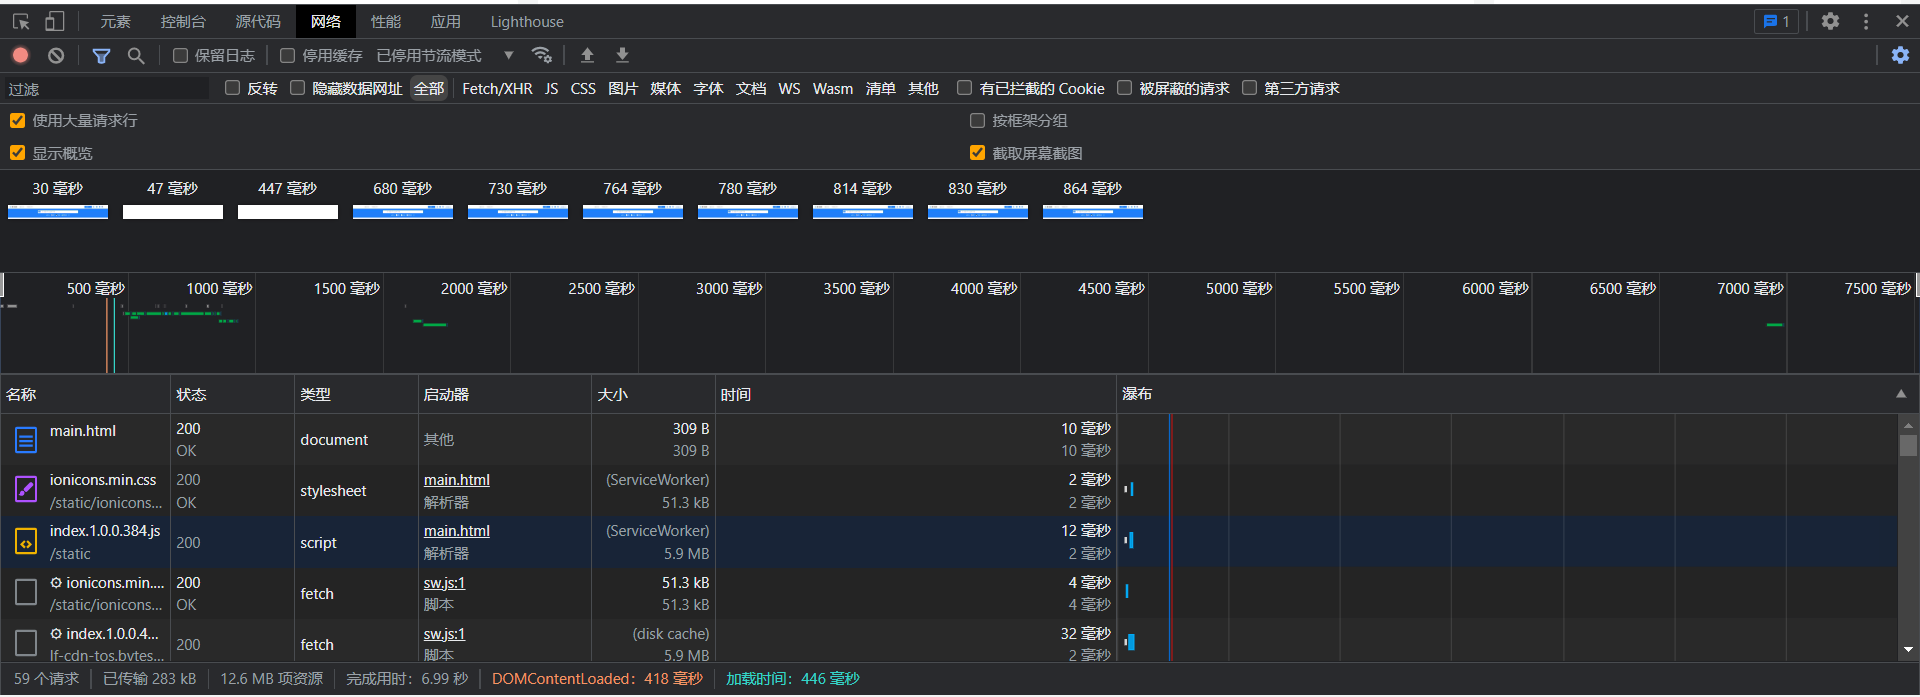 元素 控制台 源代码 网络 性能 应用 Lighthouse 1
保留日志 停用缓存 已停用节流模式
过滤 反转 隐藏数据网址 全部 Fetch/XHR JS CSS 图片 媒体 字体 文档 WS Wasm 清单 其他 有已拦截的 Cookie 被屏蔽的请求 第三方请求
使用大量请求行 按框架分组
显示概览 截取屏幕截图
30 毫秒 47 毫秒 447 毫秒 680 毫秒 730 毫秒 764 毫秒 780 毫秒 814 毫秒 830 毫秒 864 毫秒
500 毫秒 1000 毫秒 1500 毫秒 2000 毫秒 2500 毫秒 3000 毫秒 3500 毫秒 4000 毫秒 4500 毫秒 5000 毫秒 5500 毫秒 6000 毫秒 6500 毫秒 7000 毫秒 7500 毫秒
名称 状态 类型 启动器 大小 时间 瀑布
main.html 200 document 其他 309 B 10 毫秒
OK 309 B 10 毫秒
ionicons.min.css 200 stylesheet main.html (ServiceWorker) 2 毫秒
/static/ionicons... OK 解析器 51.3 kB 2 毫秒
index.1.0.0.384.js 200 script main.html (ServiceWorker) 12 毫秒
/static 解析器 5.9 MB 2 毫秒
ionicons.min.... 200 fetch sw.js:1 51.3 kB 4 毫秒
/static/ionicons... OK 脚本 51.3 kB 4 毫秒
index.1.0.0.4... 200 fetch sw.js:1 (disk cache) 32 毫秒
lf-cdn-tos.bytes... 脚本 5.9 MB 2 毫秒
59 个请求 已传输 283 kB 12.6 MB 项资源 完成用时：6.99 秒 DOMContentLoaded：418 毫秒 加载时间：446 毫秒